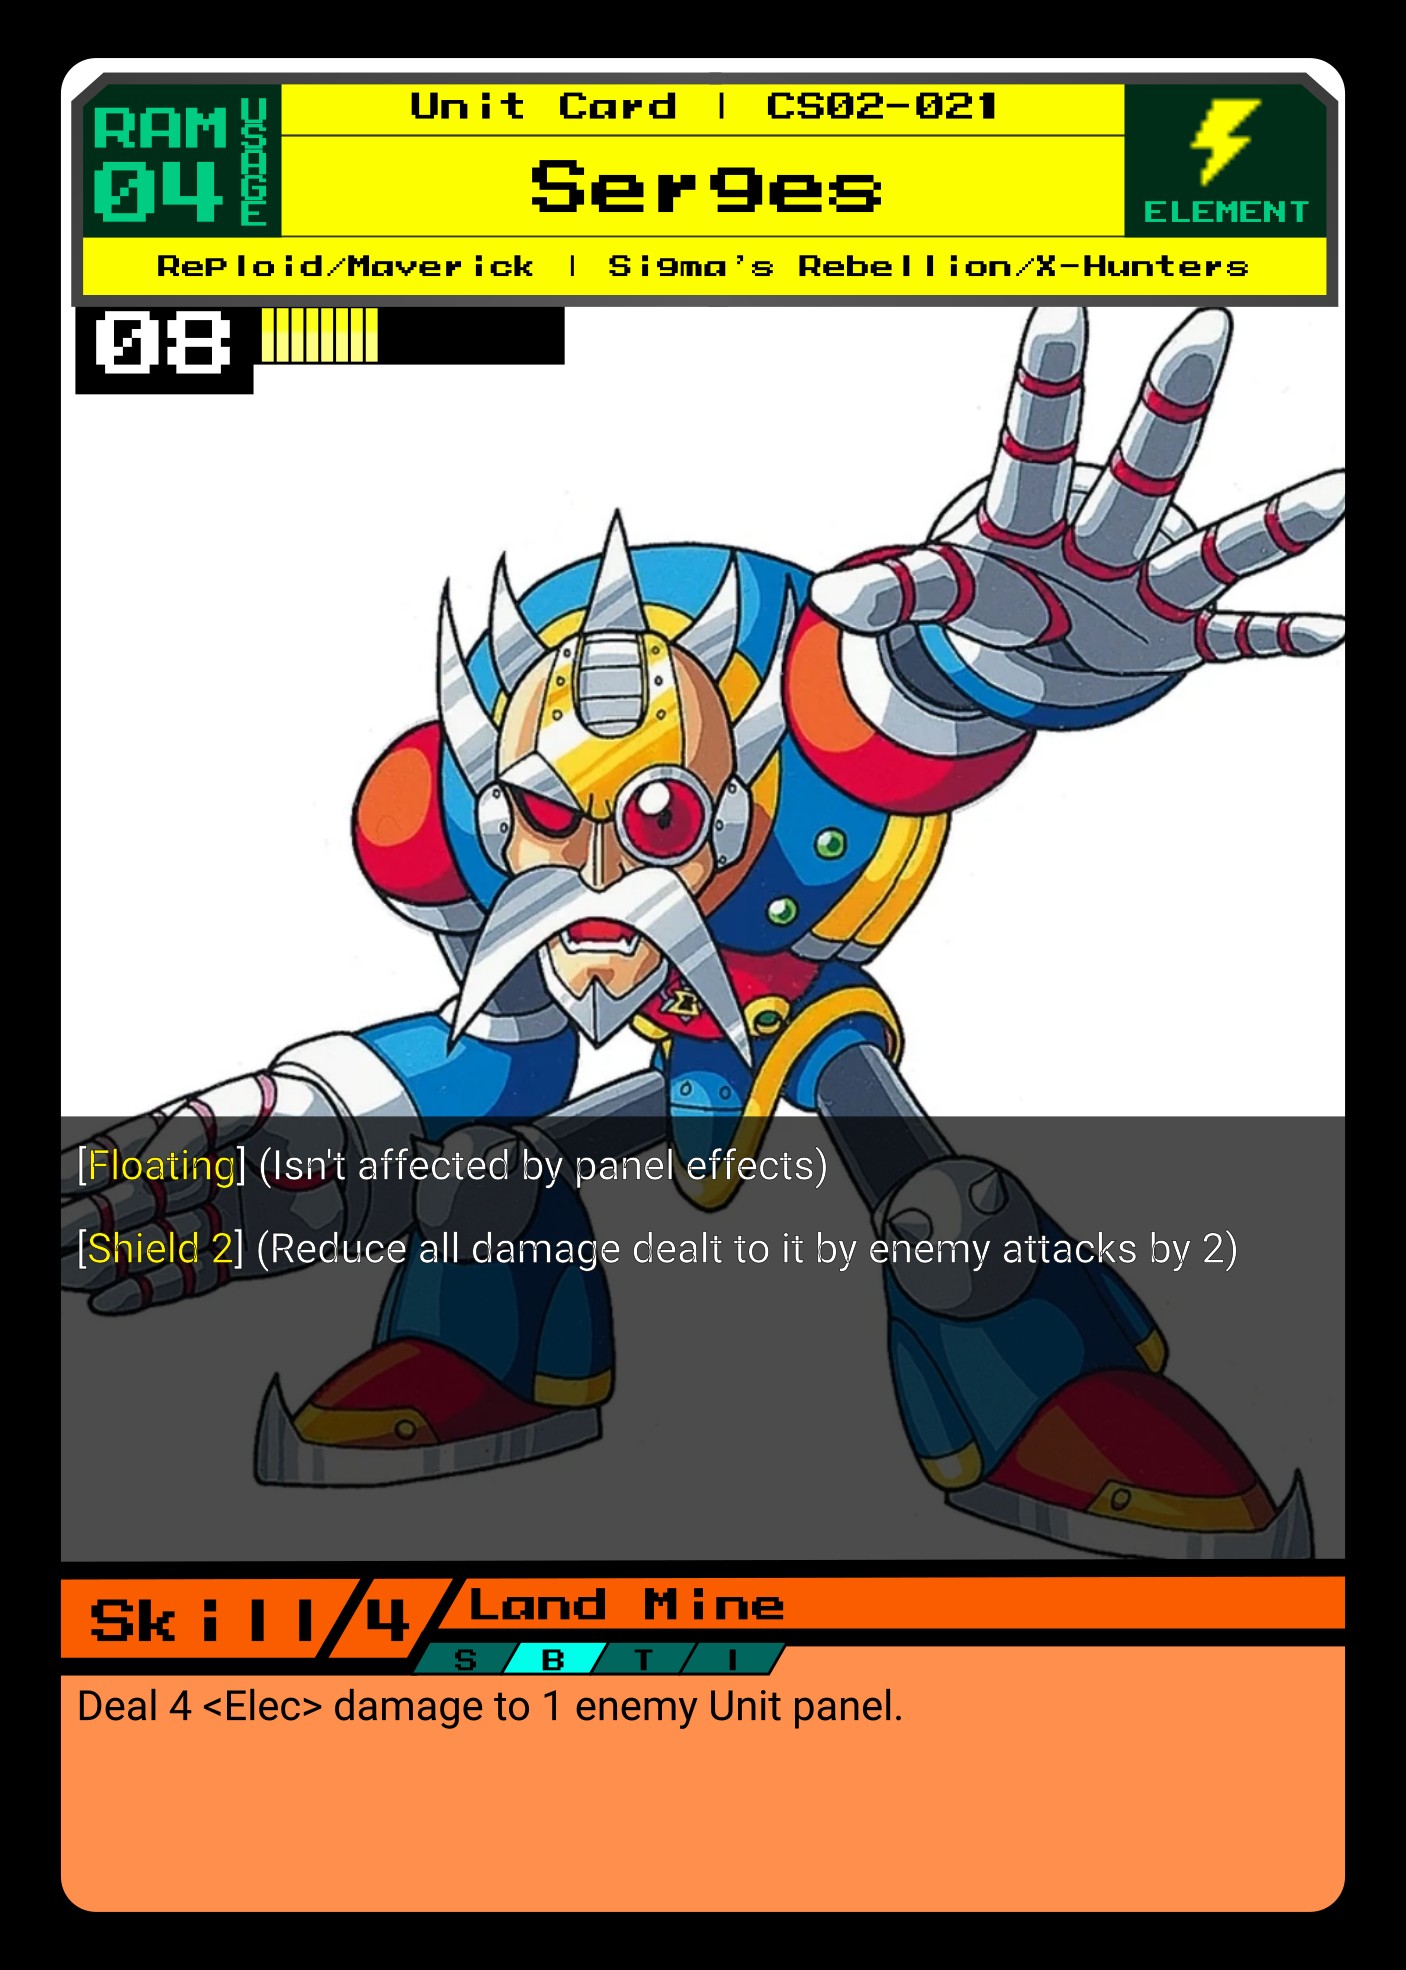 RAM 04 USAGE
Unit Card | CS02-021
Serges
ELEMENT
Reploid/Maverick | Sigma's Rebellion/X-Hunters
08
[Floating] (Isn't affected by panel effects)
[Shield 2] (Reduce all damage dealt to it by enemy attacks by 2)
Skill/4
Land Mine
S B T I
Deal 4 <Elec> damage to 1 enemy Unit panel.